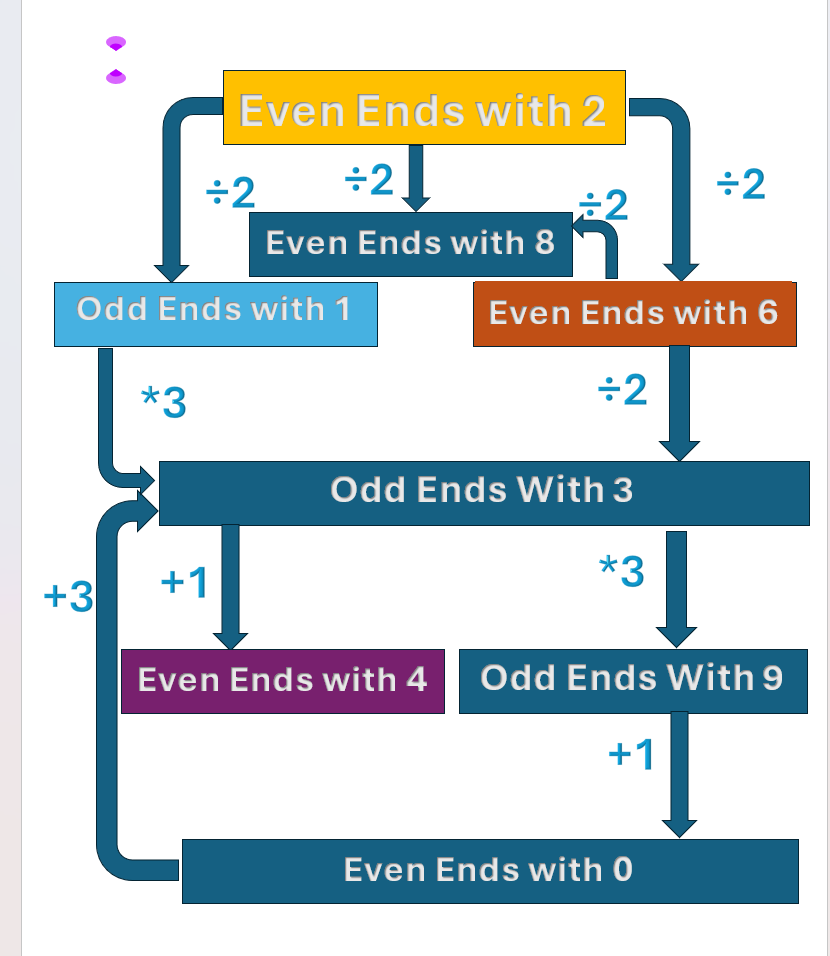 Even Ends with 2
÷2
÷2
÷2
÷2
Even Ends with 8
Odd Ends with 1
Even Ends with 6
*3
÷2
Odd Ends With 3
+3
+1
*3
Even Ends with 4
Odd Ends With 9
+1
Even Ends with 0